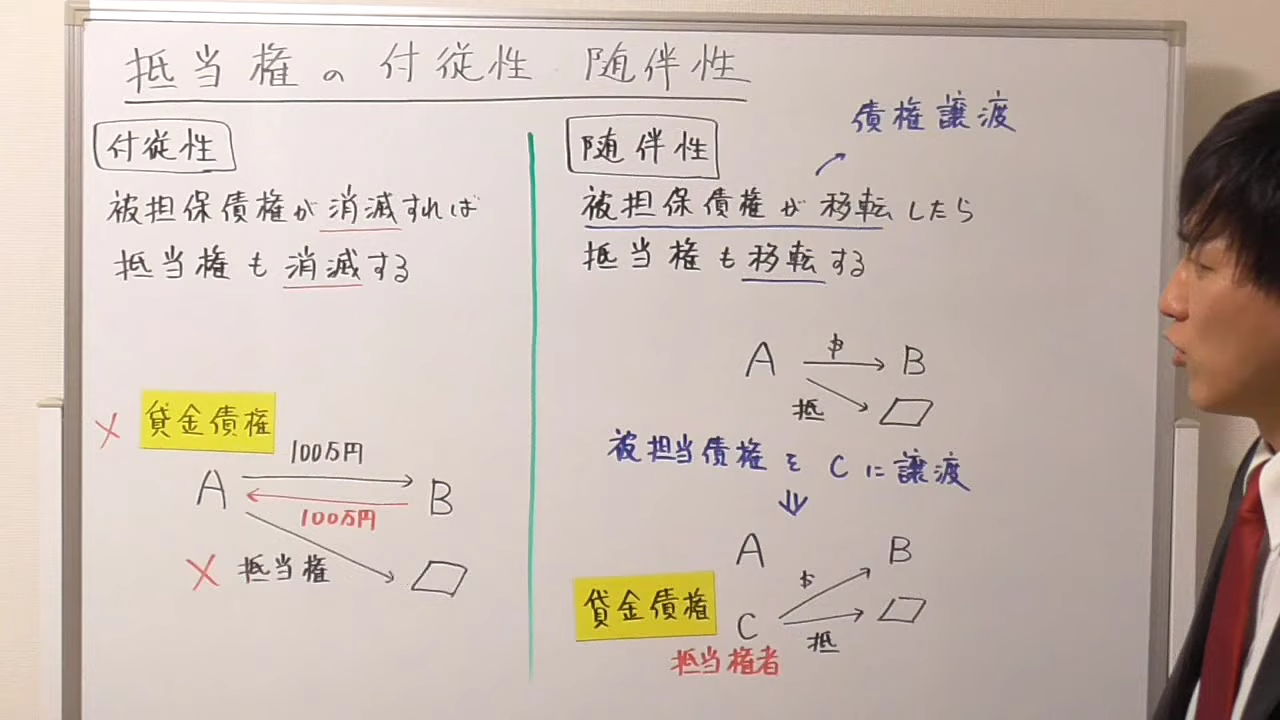 抵当権の付従性 随伴性
付従性
被担保債権が消滅すれば
抵当権も消滅する
× 貸金債権
100万円
A B
100万円
× 抵当権
随伴性
債権譲渡
被担保債権が移転したら
抵当権も移転する
A B
抵
被担当債権をCに譲渡
A B
貸金債権 C
抵
抵当権者